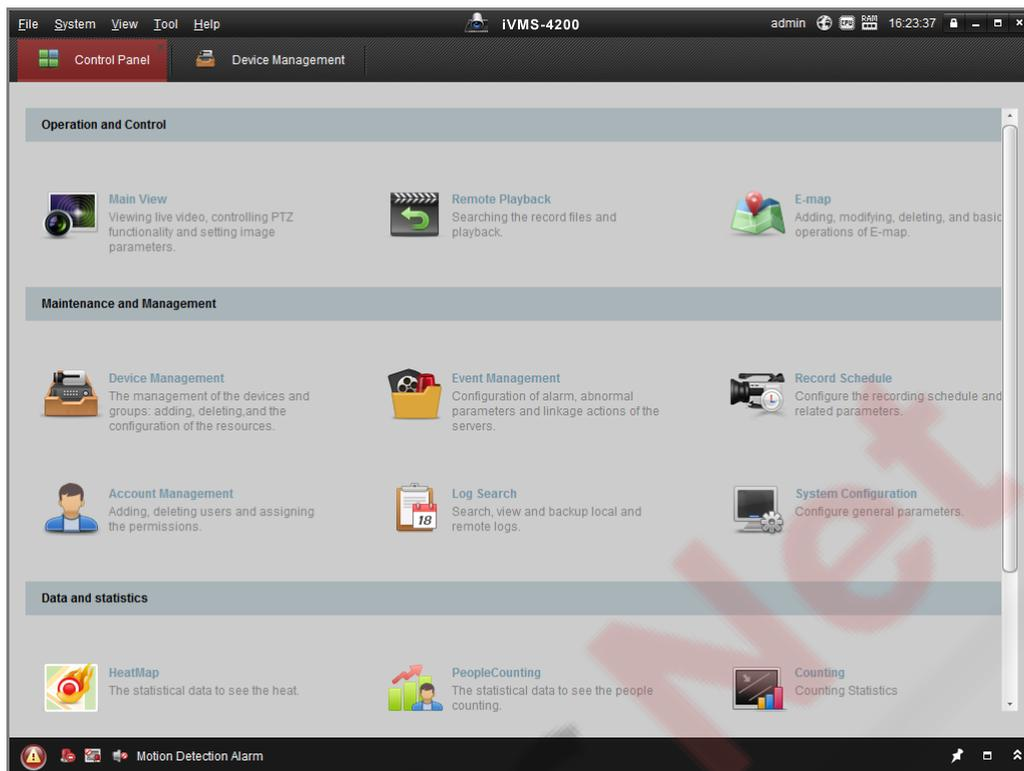 File System View Tool Help
iVMS-4200
admin CPU RAM 16:23:37
Control Panel
Device Management
Operation and Control
Main View
Viewing live video, controlling PTZ
functionality and setting image
parameters.
Remote Playback
Searching the record files and
playback.
E-map
Adding, modifying, deleting, and basic
operations of E-map.
Maintenance and Management
Device Management
The management of the devices and
groups: adding, deleting,and the
configuration of the resources.
Event Management
Configuration of alarm, abnormal
parameters and linkage actions of the
servers.
Record Schedule
Configure the recording schedule and
related parameters.
Account Management
Adding, deleting users and assigning
the permissions.
Log Search
Search, view and backup local and
remote logs.
18
System Configuration
Configure general parameters.
Data and statistics
HeatMap
The statistical data to see the heat.
PeopleCounting
The statistical data to see the people
counting.
Counting
Counting Statistics
Motion Detection Alarm
Net